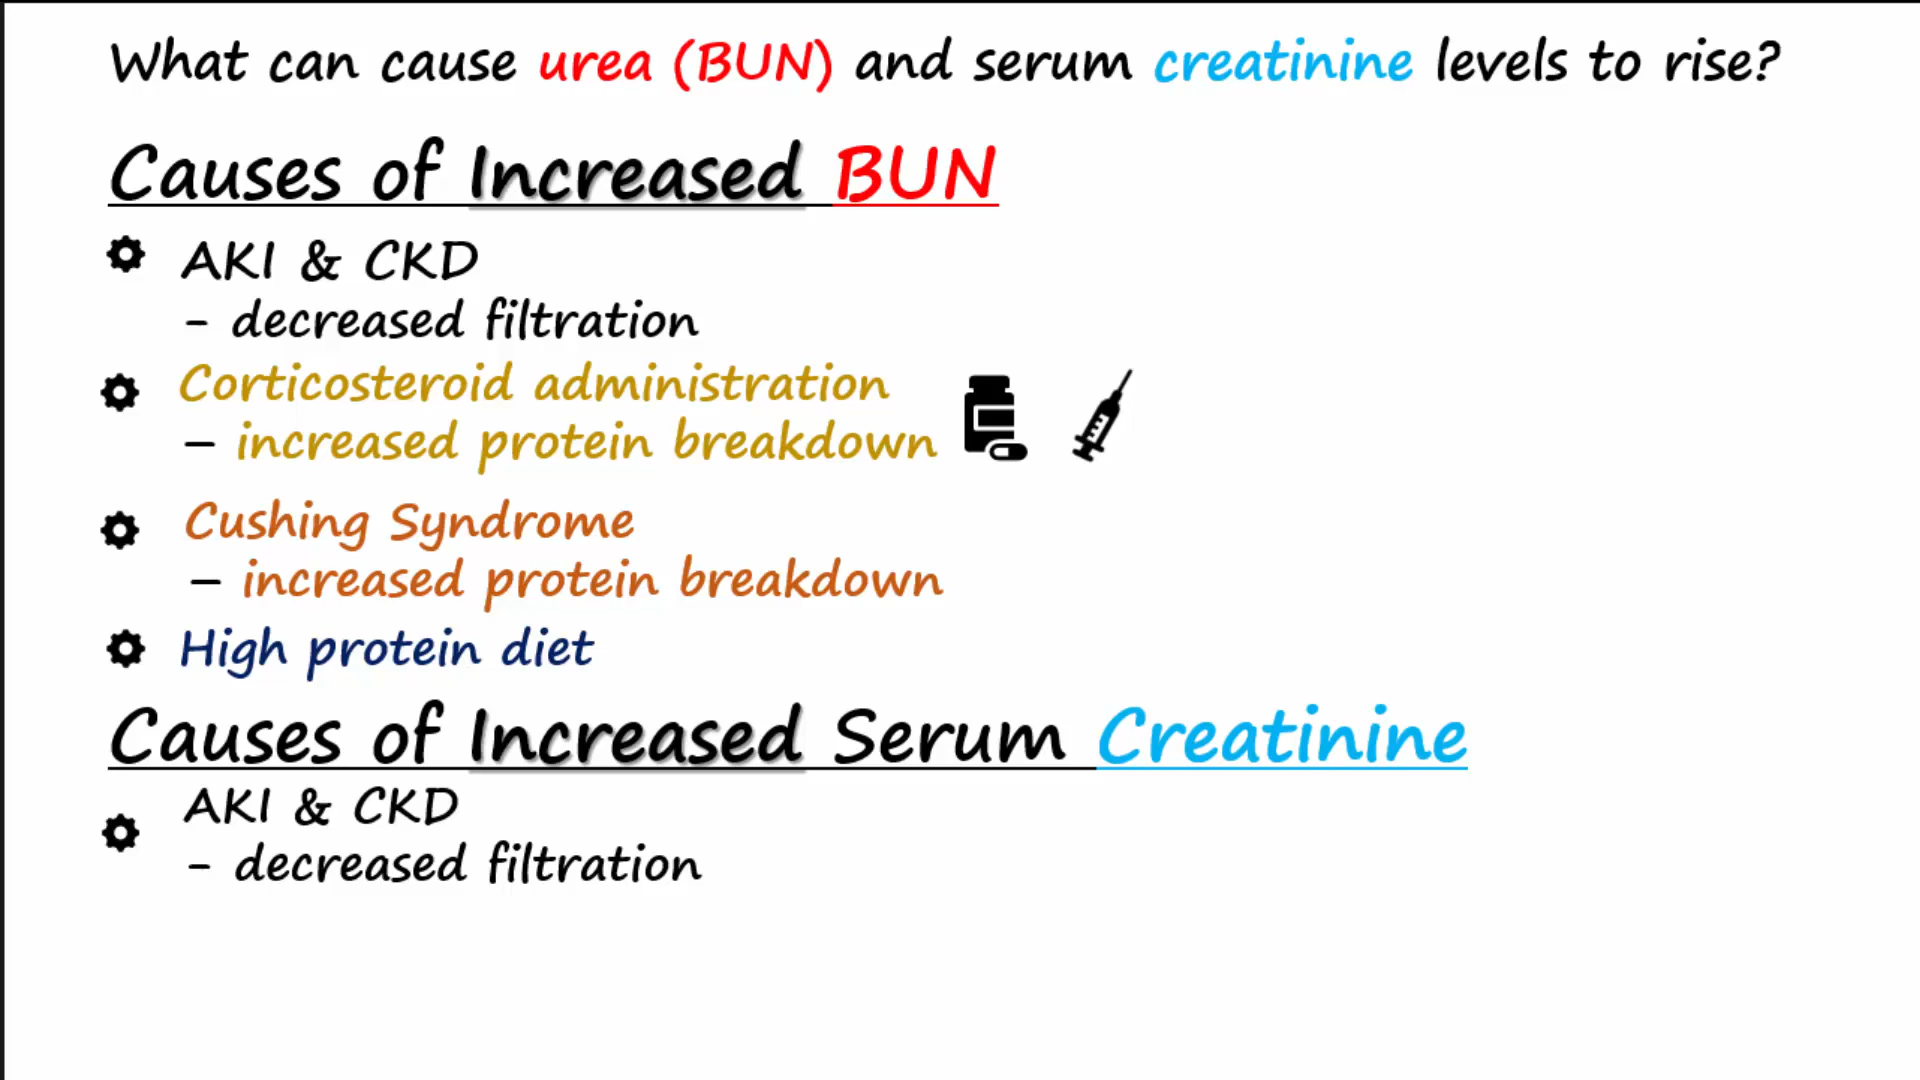 What can cause urea (BUN) and serum creatinine levels to rise?
Causes of Increased BUN
AKI & CKD
- decreased filtration
Corticosteroid administration
– increased protein breakdown
Cushing Syndrome
– increased protein breakdown
High protein diet
Causes of Increased Serum Creatinine
AKI & CKD
- decreased filtration